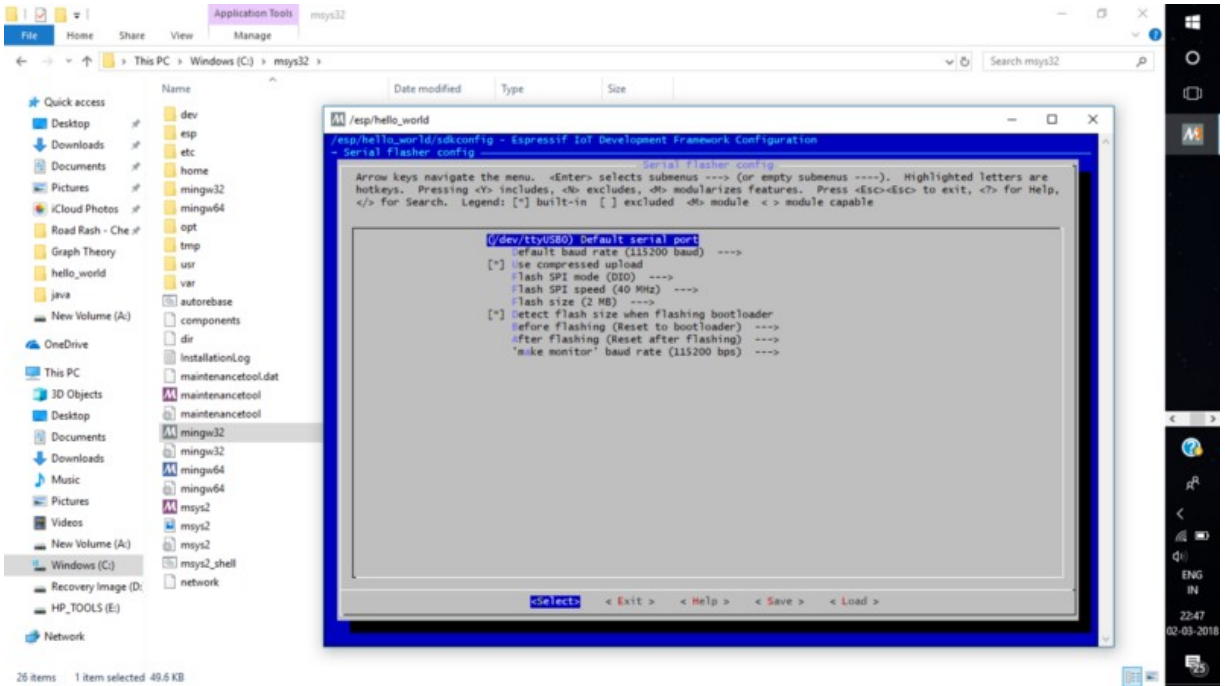 Application Tools msys32
File Home Share View Manage
This PC > Windows (C:) > msys32 >
Search msys32
Name Date modified Type Size
Quick access
Desktop
Downloads
Documents
Pictures
iCloud Photos
Road Rash - Che
Graph Theory
hello_world
java
New Volume (A:)
OneDrive
This PC
3D Objects
Desktop
Documents
Downloads
Music
Pictures
Videos
New Volume (A:)
Windows (C:)
Recovery Image (D:
HP_TOOLS (E:)
Network
dev
esp
etc
home
mingw32
mingw64
opt
tmp
usr
var
autorebase
components
dir
InstallationLog
maintenancetool.dat
maintenancetool
maintenancetool
mingw32
mingw32
mingw64
mingw64
msys2
msys2
msys2
msys2_shell
network
26 items 1 item selected 49.6 KB
/esp/hello_world
/esp/hello_world/sdkconfig - Espressif IoT Development Framework Configuration
→ Serial flasher config
Serial flasher config
Arrow keys navigate the menu. <Enter> selects submenus ---> (or empty submenus ----). Highlighted letters are
hotkeys. Pressing <Y> includes, <N> excludes, <M> modularizes features. Press <Esc><Esc> to exit, <?> for Help,
</> for Search. Legend: [*] built-in [ ] excluded <M> module < > module capable
(/dev/ttyUSB0) Default serial port
Default baud rate (115200 baud) --->
[*] Use compressed upload
Flash SPI mode (DIO) --->
Flash SPI speed (40 MHz) --->
Flash size (2 MB) --->
[*] Detect flash size when flashing bootloader
Before flashing (Reset to bootloader) --->
After flashing (Reset after flashing) --->
'make monitor' baud rate (115200 bps) --->
<Select> < Exit > < Help > < Save > < Load >
ENG
IN
22:47
02-03-2018
25